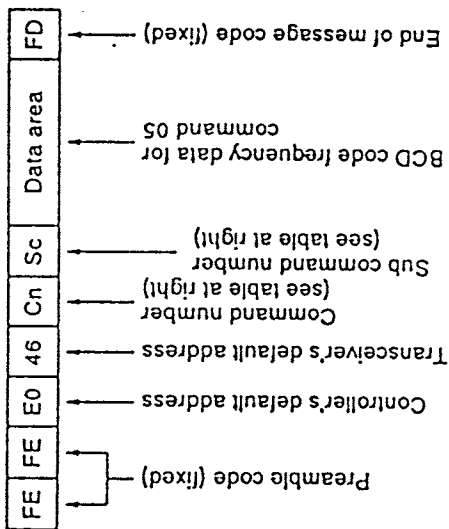 FE
FE
E0
46
Cn
Sc
Data area
FD
Preamble code (fixed)
Controller's default address
Transceiver's default address
Command number
(see table at right)
Sub command number
(see table at right)
BCD code frequency data for
command 05
End of message code (fixed)